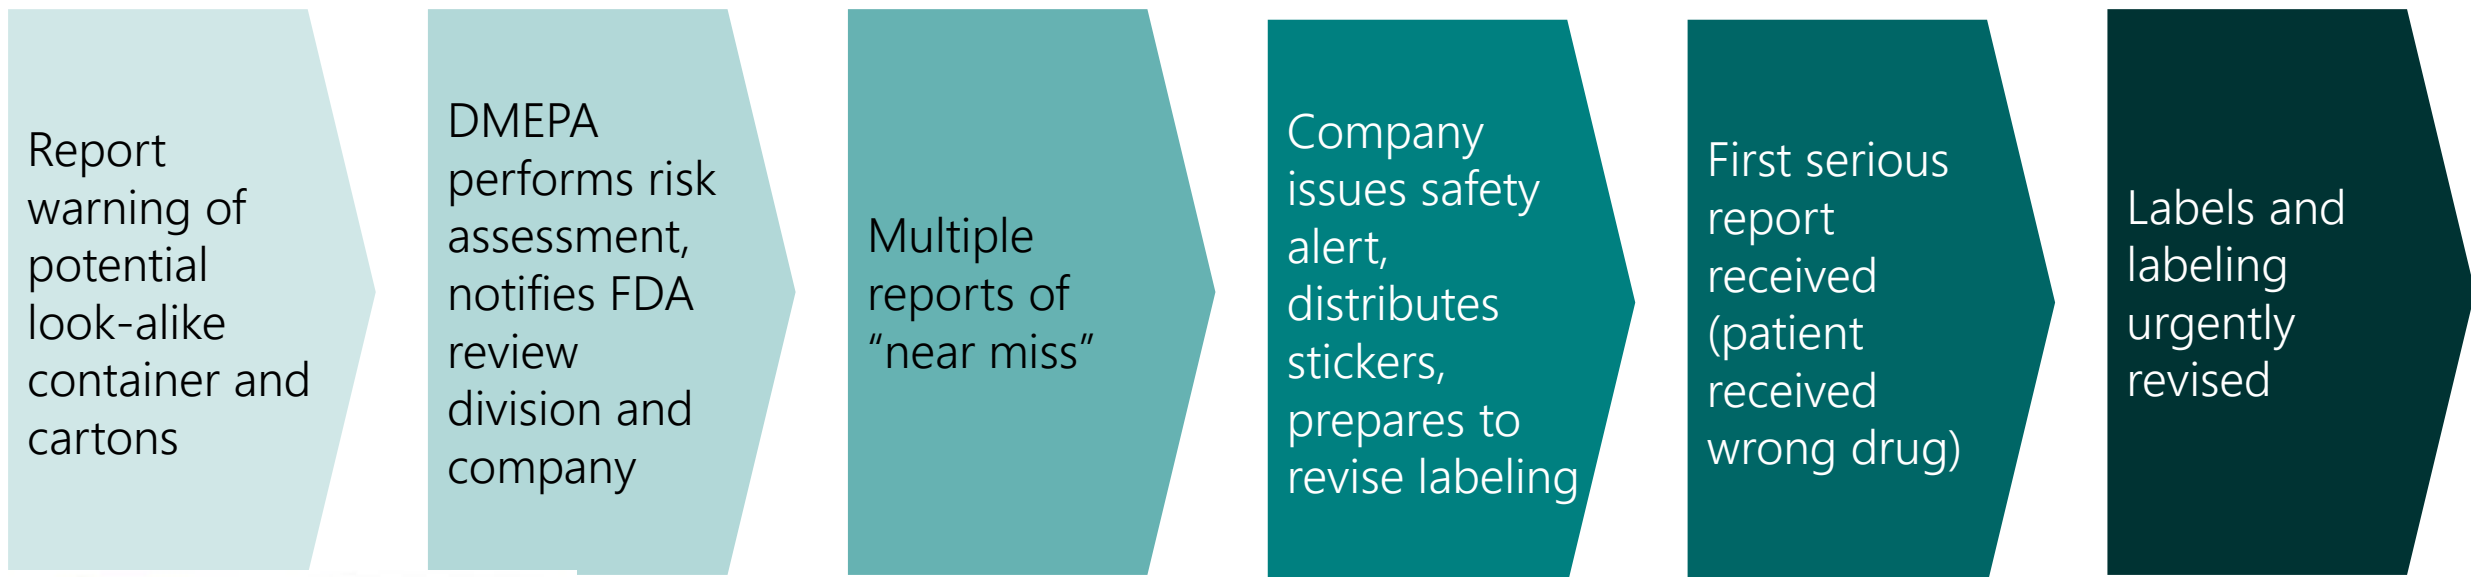 Report
warning of
potential
look-alike
container and
cartons
DMEPA
performs risk
assessment,
notifies FDA
review
division and
company
Multiple
reports of
“near miss”
Company
issues safety
alert,
distributes
stickers,
prepares to
revise labeling
First serious
report
received
(patient
received
wrong drug)
Labels and
labeling
urgently
revised